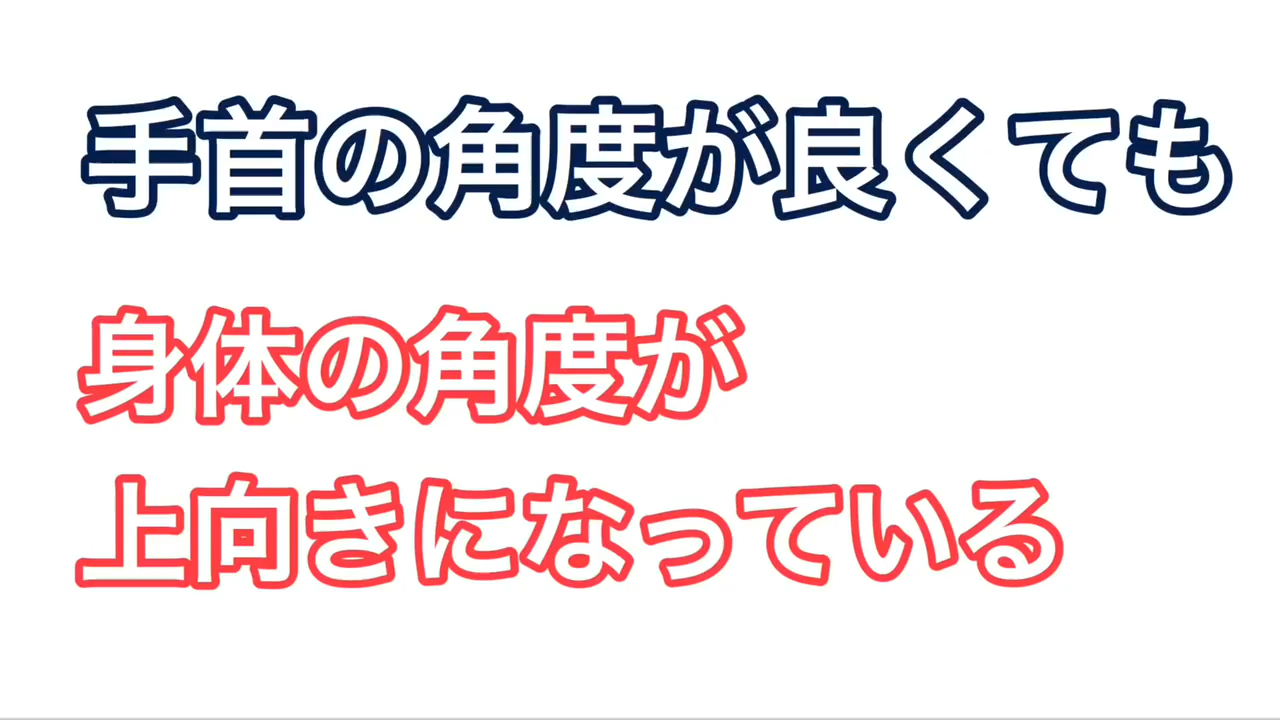 手首の角度が良くても
身体の角度が
上向きになっている